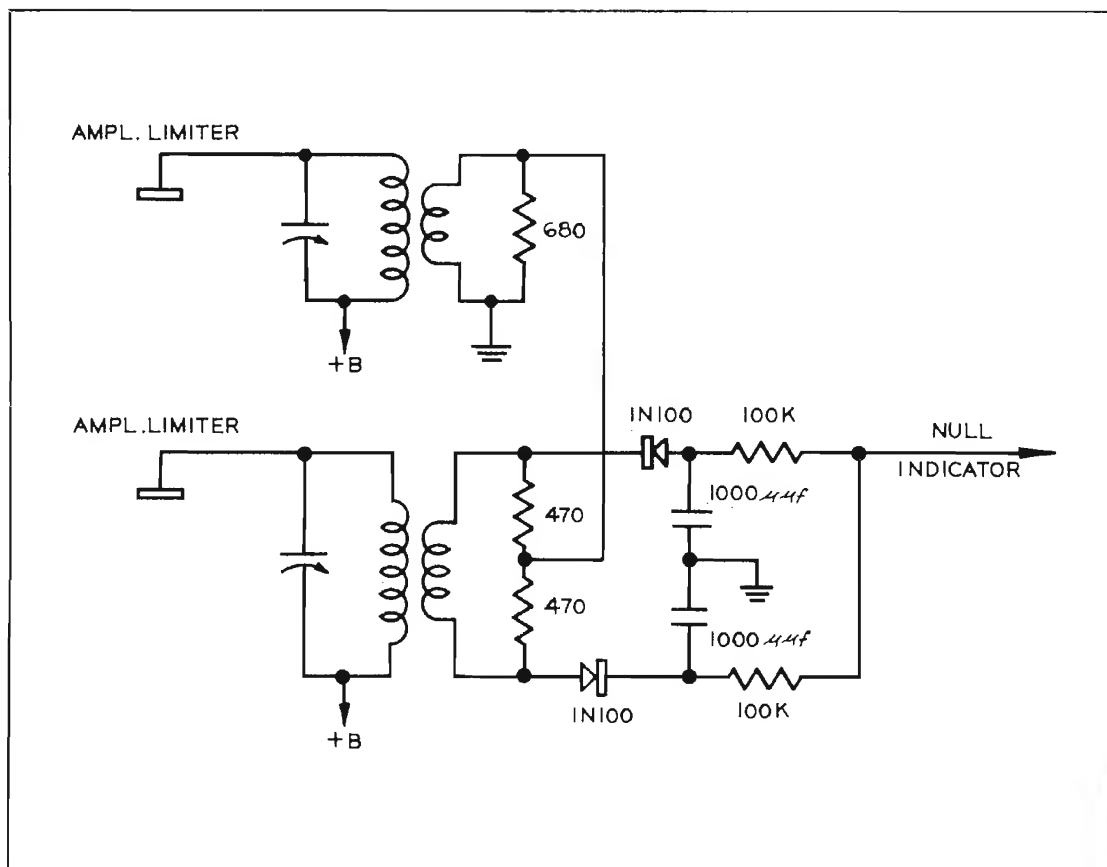 AMPL. LIMITER
680
+B
AMPL. LIMITER
1N100
100K
NULL
INDICATOR
1000 μμf
470
470
1000 μμf
1N100
100K
+B